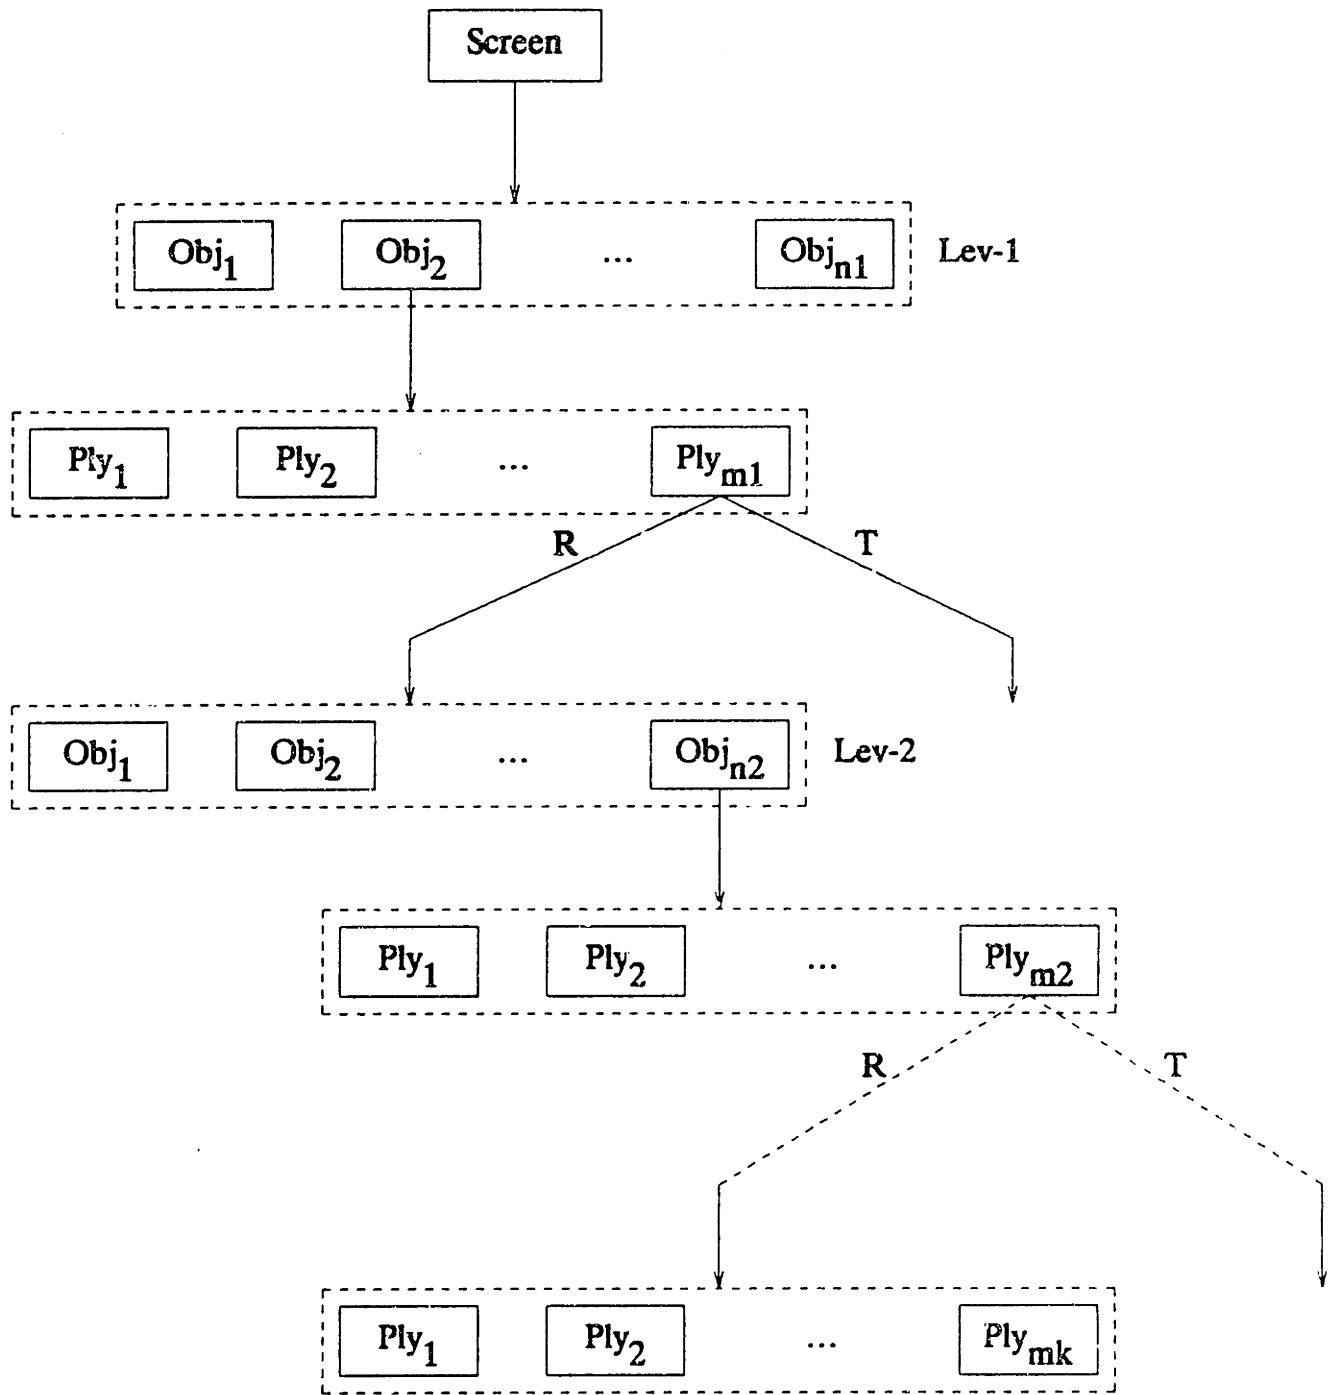 Screen
Obj1 Obj2 ... Objn1 Lev-1
Ply1 Ply2 ... Plym1
R T
Obj1 Obj2 ... Objn2 Lev-2
Ply1 Ply2 ... Plym2
R T
Ply1 Ply2 ... Plymk